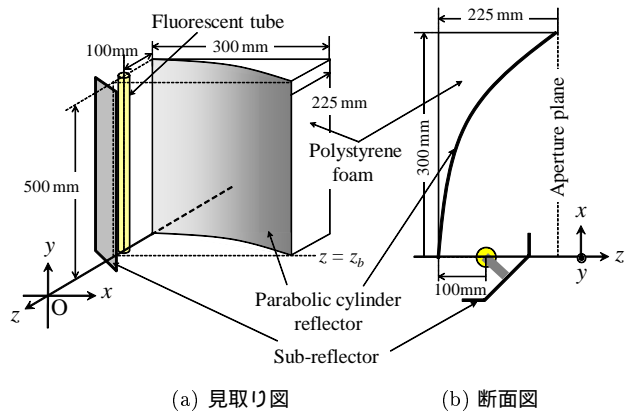 Fluorescent tube
100mm
300 mm
225 mm
Polystyrene
foam
500 mm
z = z_b
y
x
z
O
Parabolic cylinder
reflector
Sub-reflector
225 mm
300 mm
Aperture plane
x
z
y
100mm
(a) 見取り図
(b) 断面図